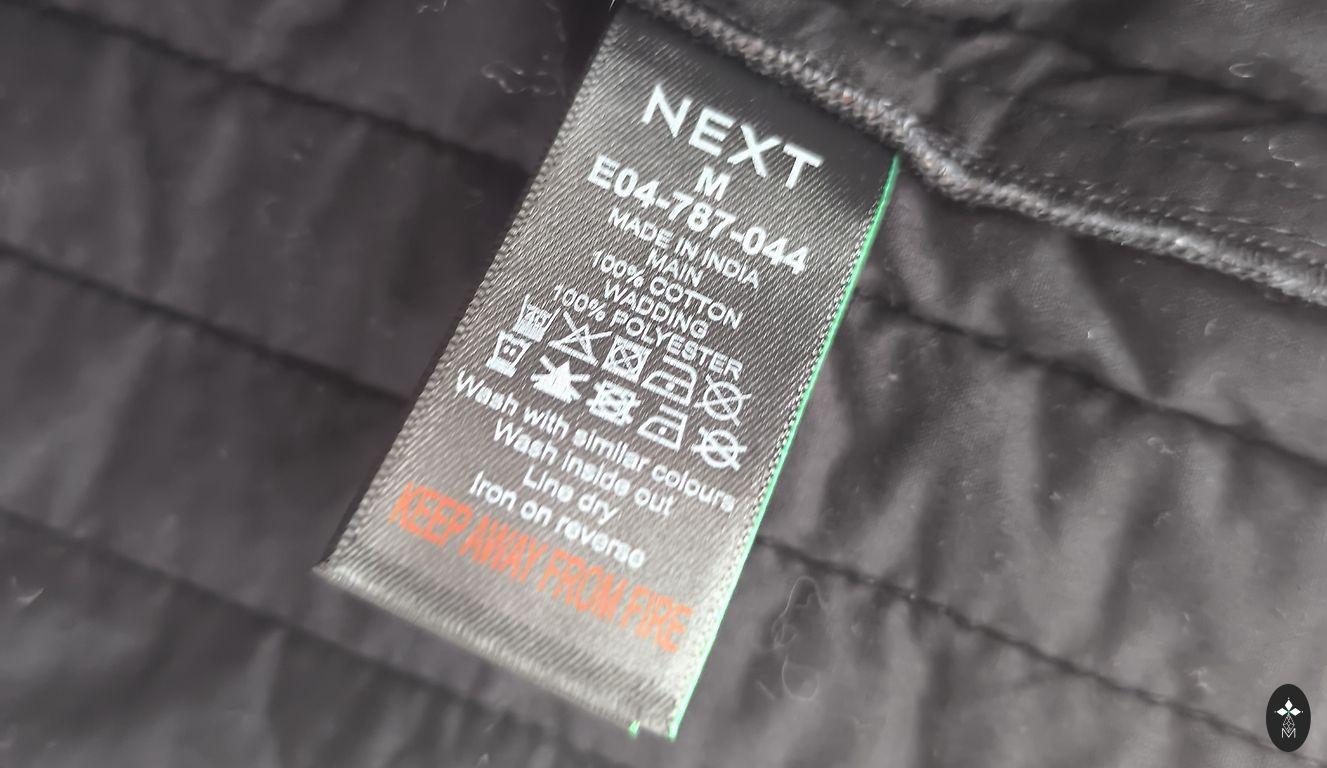 NEXT
M
E04-787-044
MADE IN INDIA
MAIN
100% COTTON
WADDING
100% POLYESTER
Wash with similar colours
Wash inside out
Line dry
Iron on reverse
KEEP AWAY FROM FIRE
M